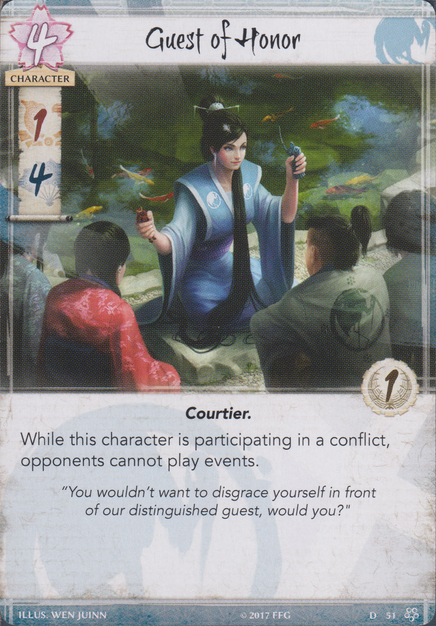 4
Guest of Honor
CHARACTER
1
4
1
Courtier.
While this character is participating in a conflict,
opponents cannot play events.
“You wouldn’t want to disgrace yourself in front
of our distinguished guest, would you?"
ILLUS. WEN JUINN
©2017 FFG
D 51